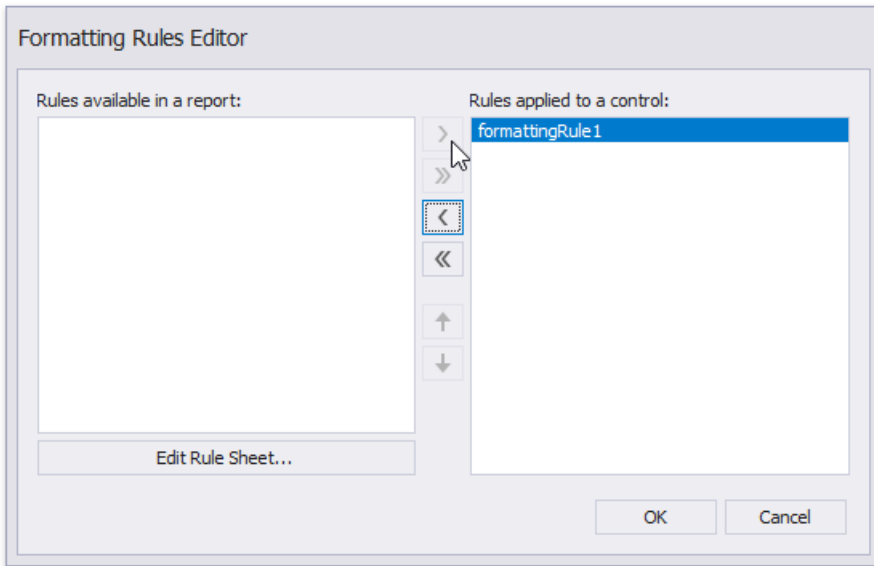 Formatting Rules Editor
Rules available in a report:
Rules applied to a control:
formattingRule1
Edit Rule Sheet...
OK
Cancel